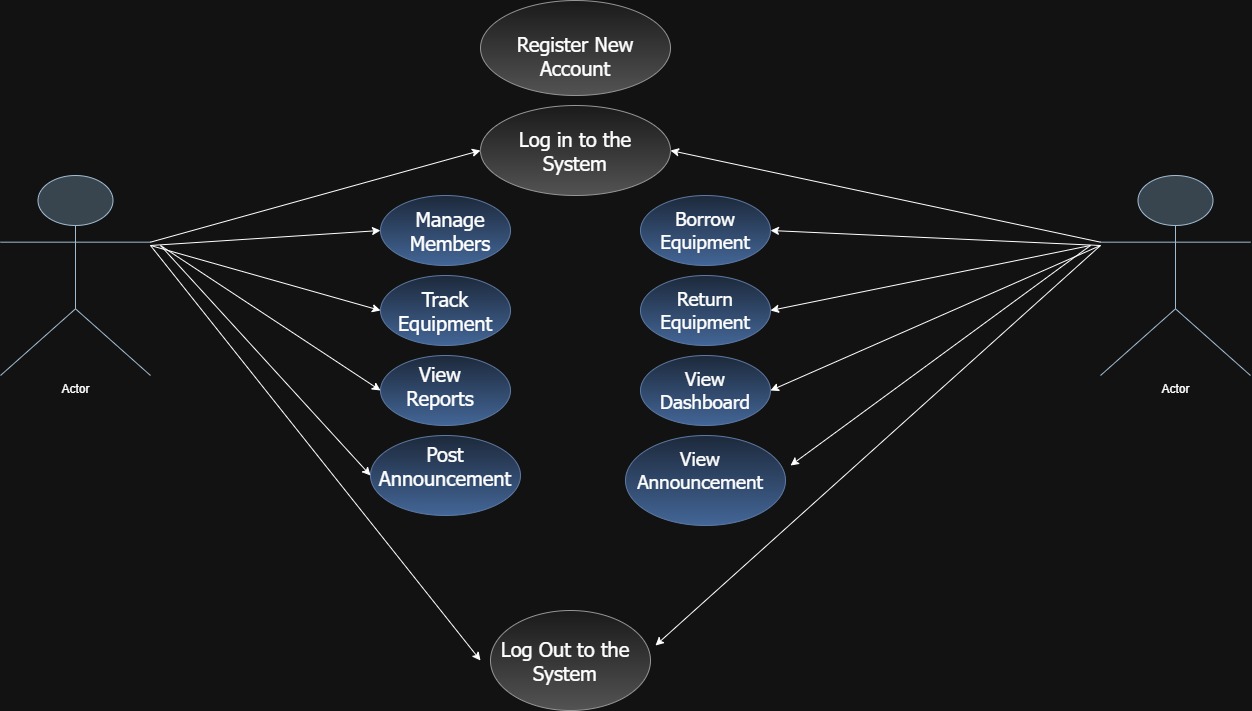 Register New
Account
Log in to the
System
Manage
Members
Borrow
Equipment
Track
Equipment
Return
Equipment
View
Reports
View
Dashboard
Post
Announcement
View
Announcement
Actor
Actor
Log Out to the
System